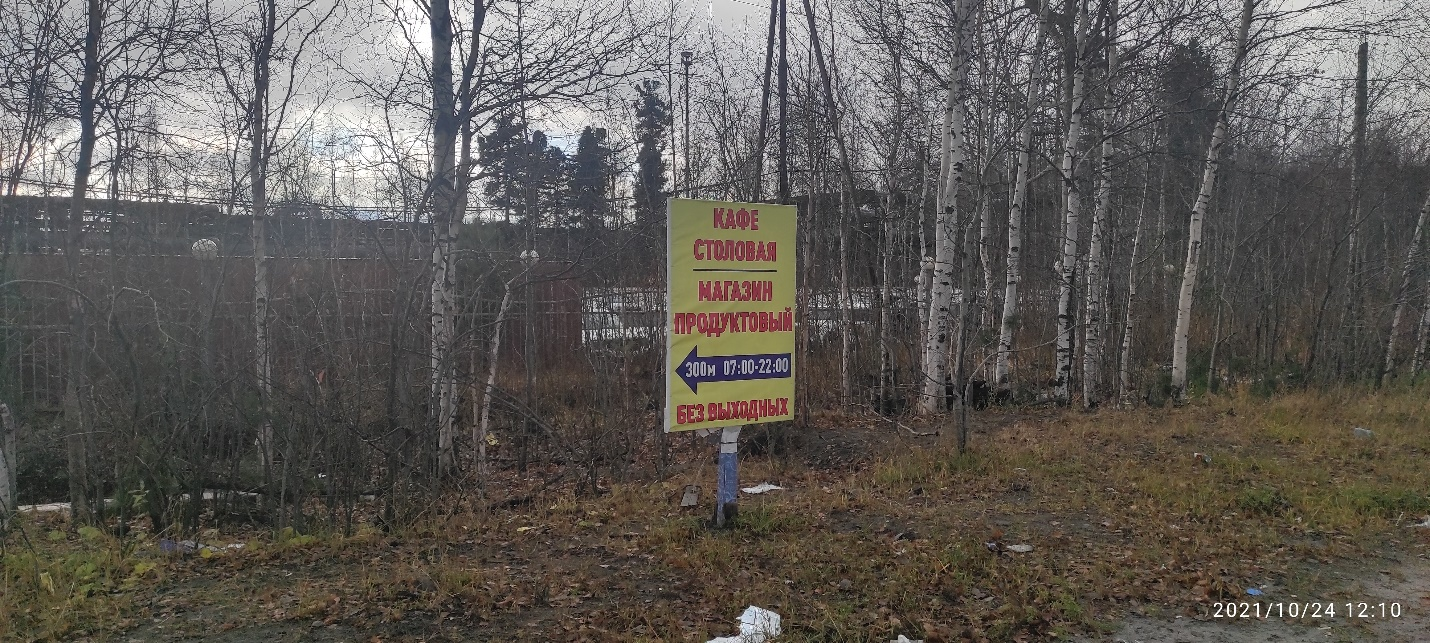 КАФЕ
СТОЛОВАЯ
МАГАЗИН
ПРОДУКТОВЫЙ
300м 07:00-22:00
БЕЗ ВЫХОДНЫХ
2021/10/24 12:10